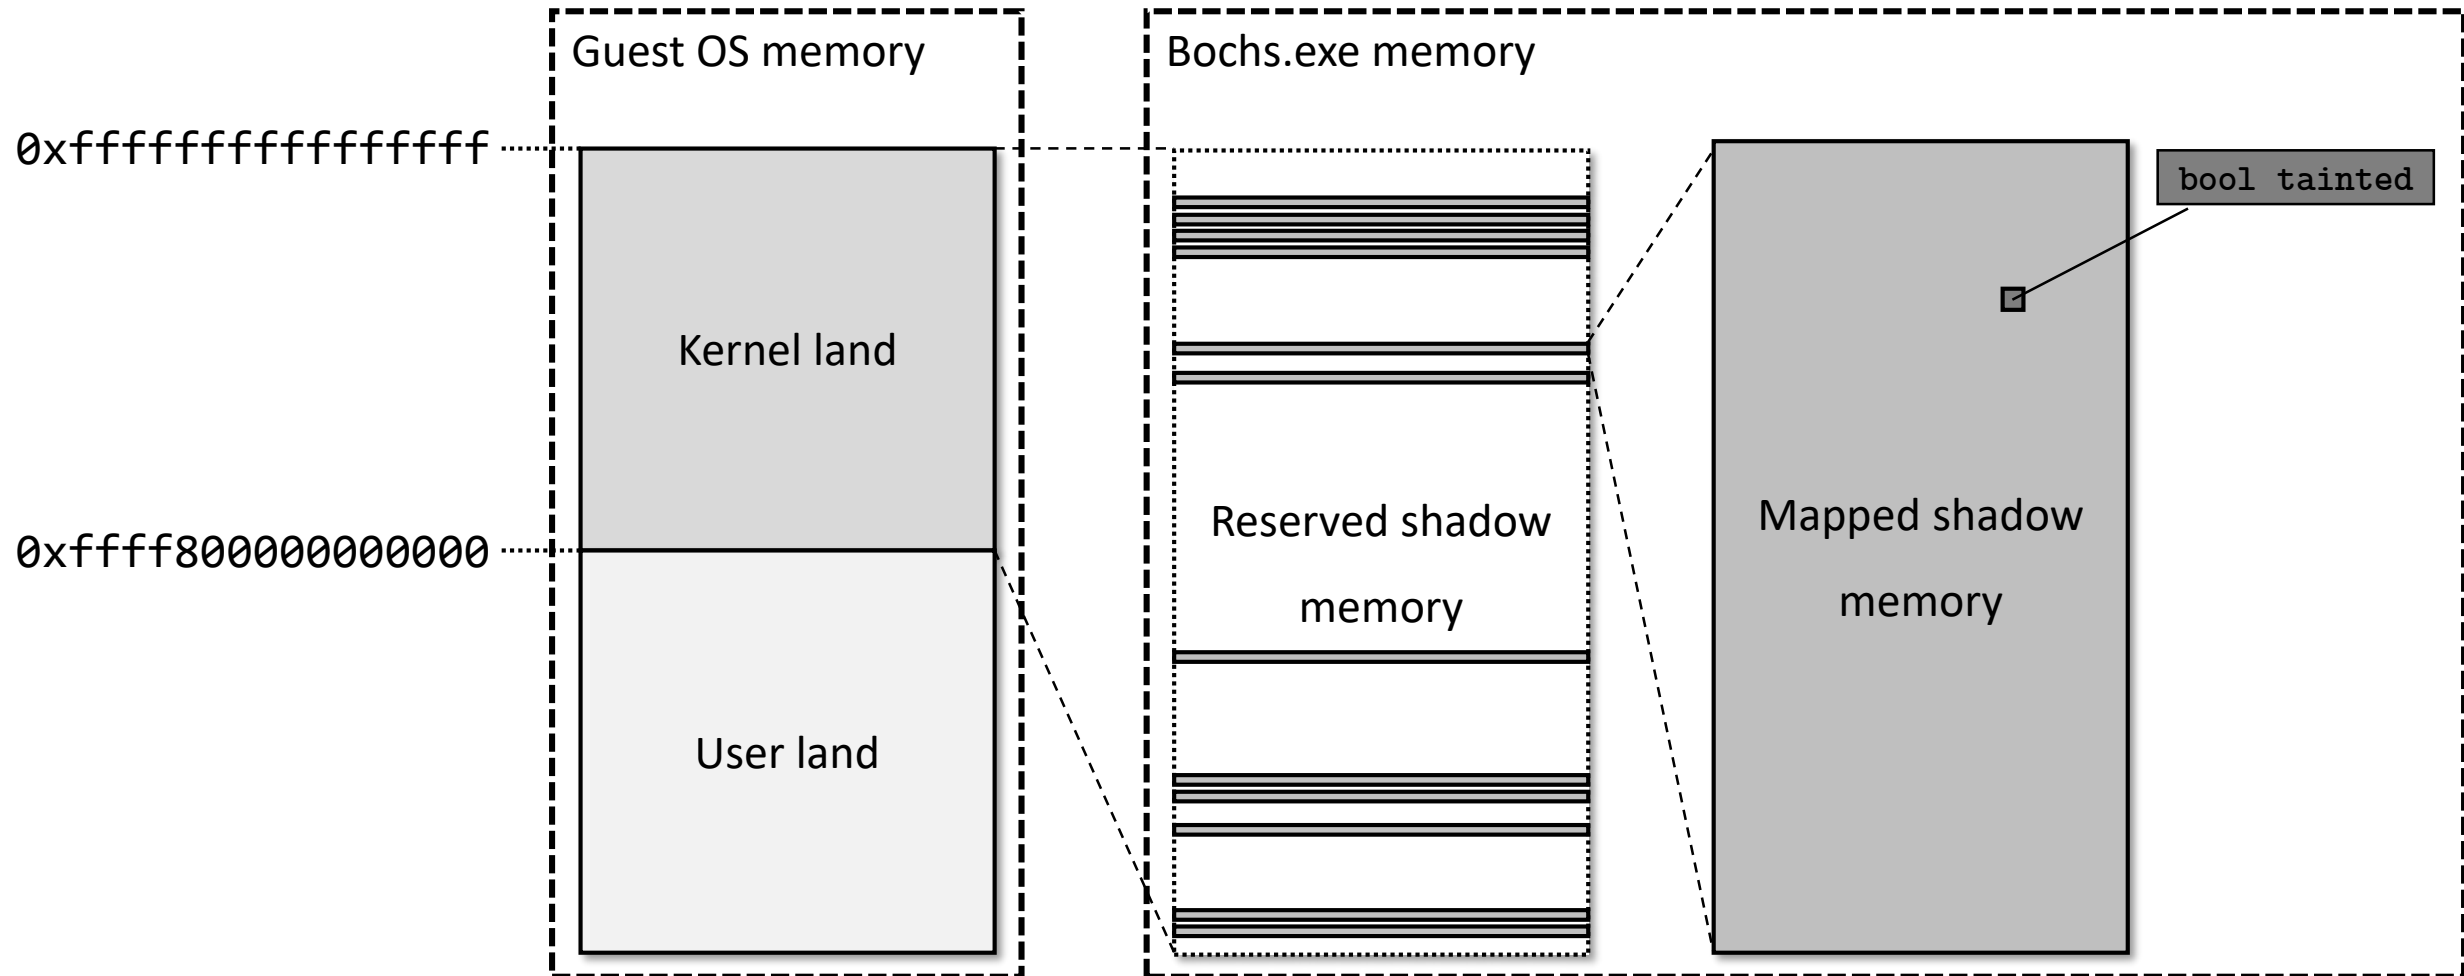 Guest OS memory
Bochs.exe memory
0xffffffffffffffff
bool tainted
Kernel land
Reserved shadow
memory
Mapped shadow
memory
0xffff800000000000
User land